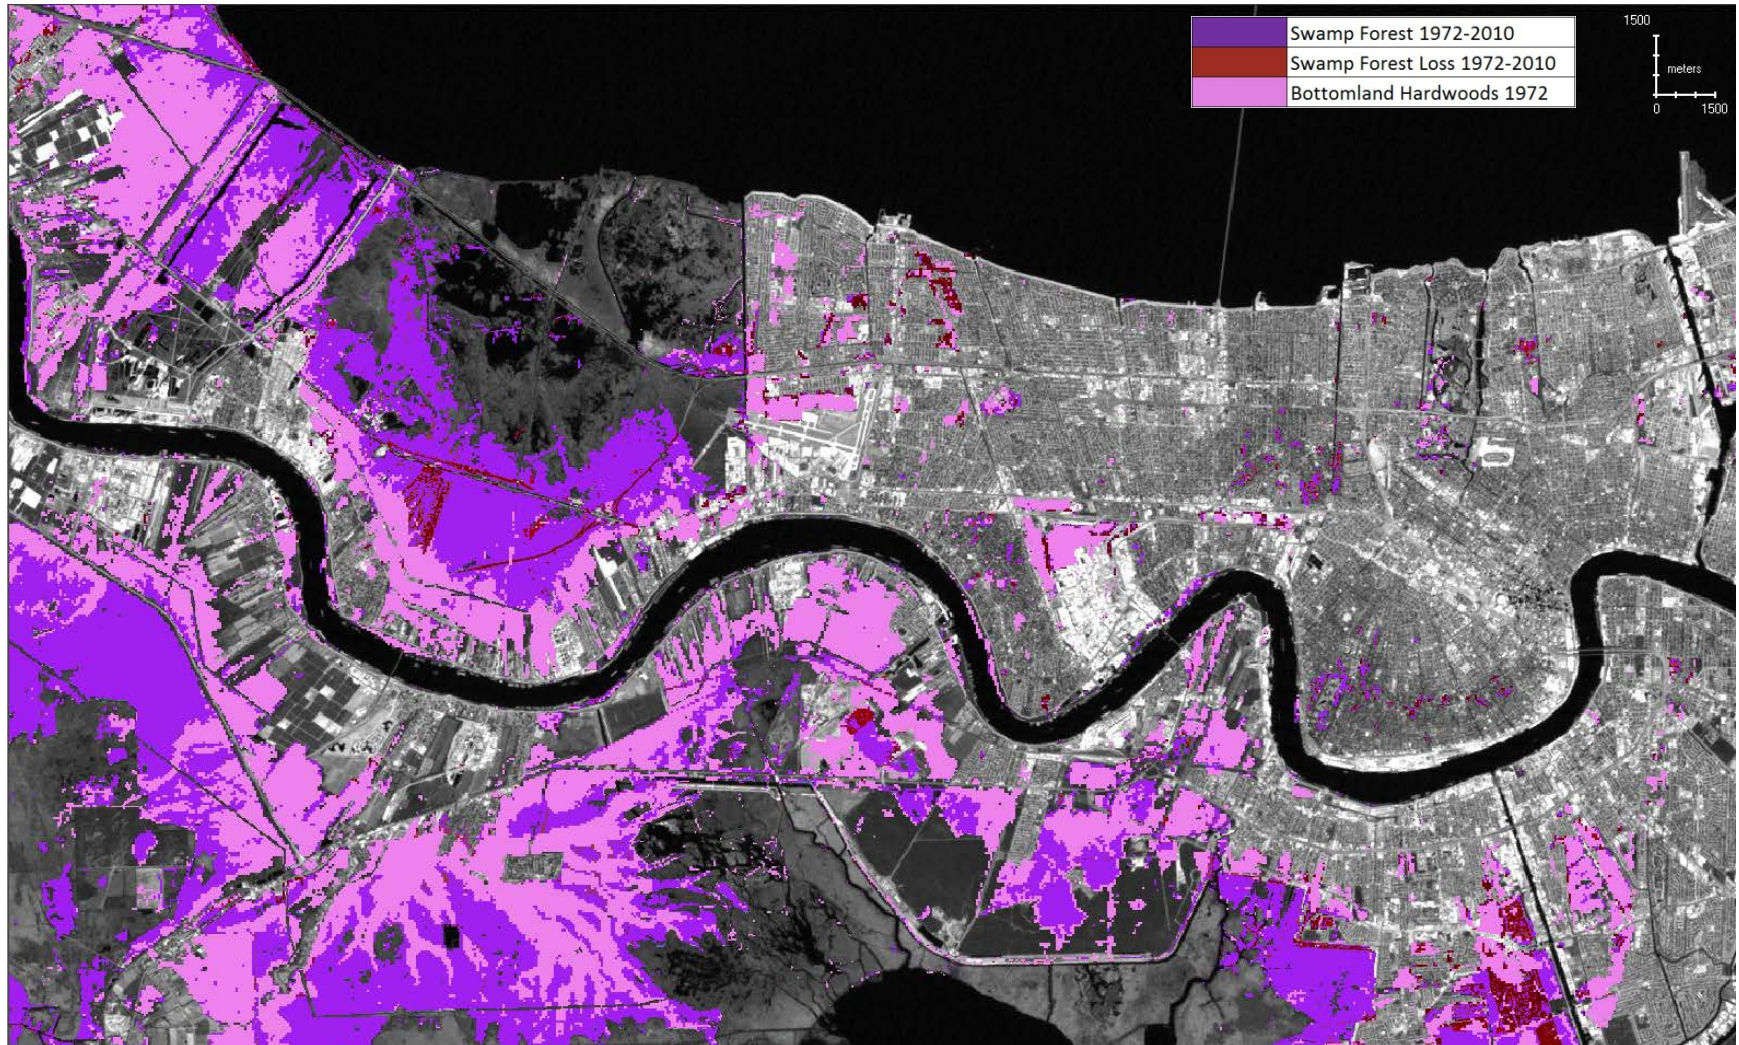 Swamp Forest 1972-2010
Swamp Forest Loss 1972-2010
Bottomland Hardwoods 1972
1500
meters
0 1500